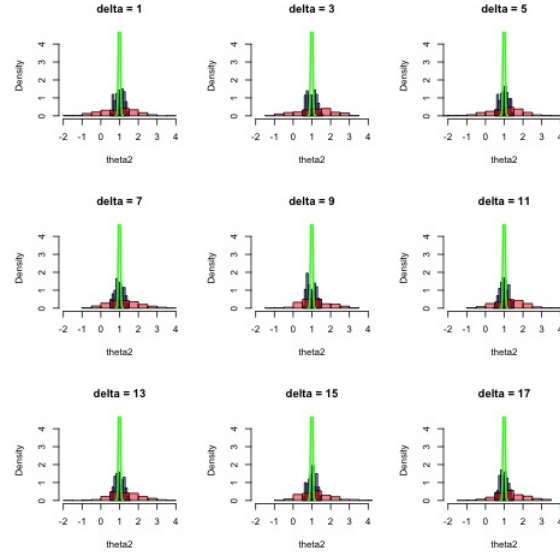 delta = 1
delta = 3
delta = 5
Density
0 1 2 3 4
-2 -1 0 1 2 3 4
theta2
Density
0 1 2 3 4
-2 -1 0 1 2 3 4
theta2
Density
0 1 2 3 4
-2 -1 0 1 2 3 4
theta2
delta = 7
delta = 9
delta = 11
Density
0 1 2 3 4
-2 -1 0 1 2 3 4
theta2
Density
0 1 2 3 4
-2 -1 0 1 2 3 4
theta2
Density
0 1 2 3 4
-2 -1 0 1 2 3 4
theta2
delta = 13
delta = 15
delta = 17
Density
0 1 2 3 4
-2 -1 0 1 2 3 4
theta2
Density
0 1 2 3 4
-2 -1 0 1 2 3 4
theta2
Density
0 1 2 3 4
-2 -1 0 1 2 3 4
theta2